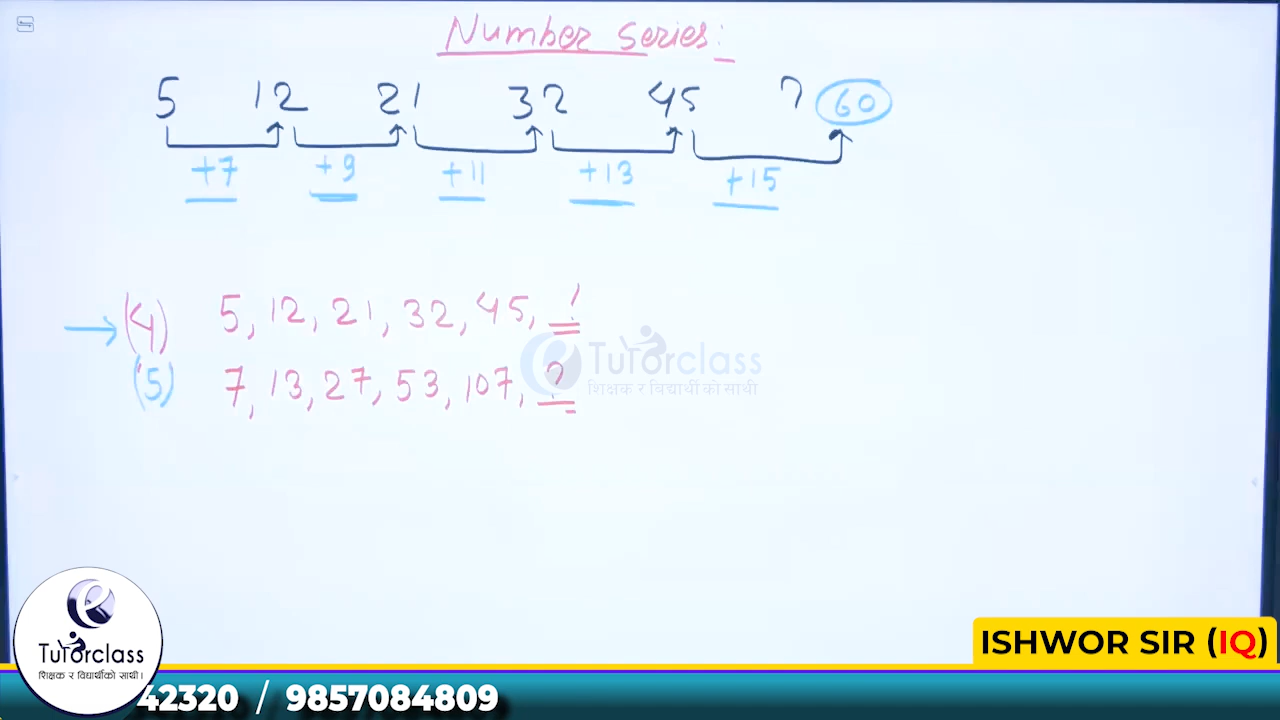 Number Series:
5 12 21 32 45 ? 60
+7 +9 +11 +13 +15
(4) 5, 12, 21, 32, 45, !
(5) 7, 13, 27, 53, 107, ?
Tutorclass
शिक्षक र बिद्यार्थी को साथी
Tutorclass
शिक्षक र बिद्यार्थीको साथी।
ISHWOR SIR (IQ)
42320 / 9857084809